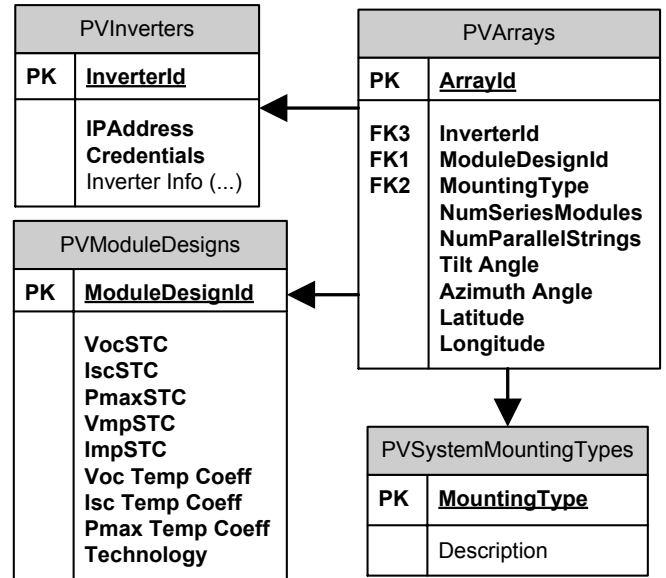 PVInverters
PK InverterId
IPAddress
Credentials
Inverter Info (...)
PVArrays
PK ArrayId
FK3 InverterId
FK1 ModuleDesignId
FK2 MountingType
NumSeriesModules
NumParallelStrings
Tilt Angle
Azimuth Angle
Latitude
Longitude
PVModuleDesigns
PK ModuleDesignId
VocSTC
IscSTC
PmaxSTC
VmpSTC
ImpSTC
Voc Temp Coeff
Isc Temp Coeff
Pmax Temp Coeff
Technology
PVSystemMountingTypes
PK MountingType
Description